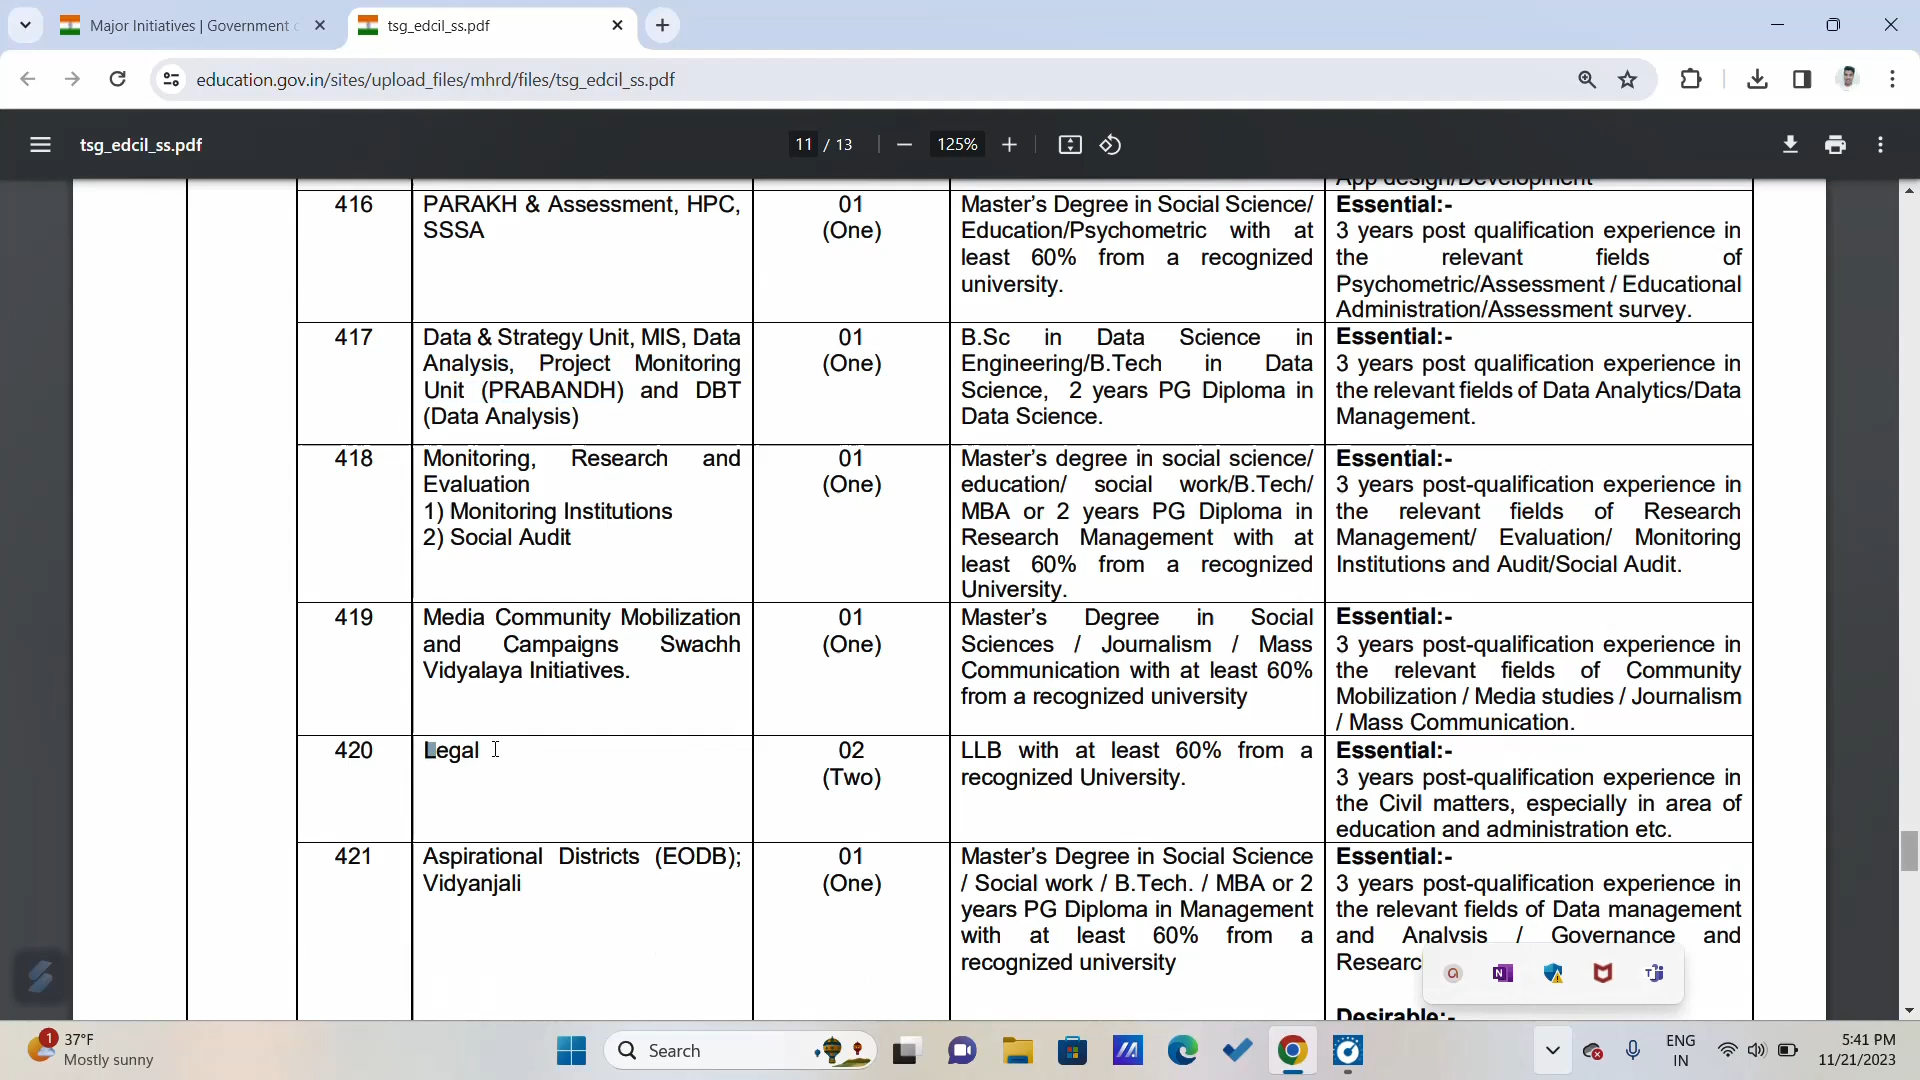 Major Initiatives | Government
tsg_edcil_ss.pdf
education.gov.in/sites/upload_files/mhrd/files/tsg_edcil_ss.pdf
tsg_edcil_ss.pdf
11 / 13
125%
App design/Development
416
PARAKH & Assessment, HPC,
SSSA
01
(One)
Master's Degree in Social Science/
Education/Psychometric with at
least 60% from a recognized
university.
Essential:-
3 years post qualification experience in
the relevant fields of
Psychometric/Assessment / Educational
Administration/Assessment survey.
417
Data & Strategy Unit, MIS, Data
Analysis, Project Monitoring
Unit (PRABANDH) and DBT
(Data Analysis)
01
(One)
B.Sc in Data Science in
Engineering/B.Tech in Data
Science, 2 years PG Diploma in
Data Science.
Essential:-
3 years post qualification experience in
the relevant fields of Data Analytics/Data
Management.
418
Monitoring, Research and
Evaluation
1) Monitoring Institutions
2) Social Audit
01
(One)
Master's degree in social science/
education/ social work/B.Tech/
MBA or 2 years PG Diploma in
Research Management with at
least 60% from a recognized
University.
Essential:-
3 years post-qualification experience in
the relevant fields of Research
Management/ Evaluation/ Monitoring
Institutions and Audit/Social Audit.
419
Media Community Mobilization
and Campaigns Swachh
Vidyalaya Initiatives.
01
(One)
Master's Degree in Social
Sciences / Journalism / Mass
Communication with at least 60%
from a recognized university
Essential:-
3 years post-qualification experience in
the relevant fields of Community
Mobilization / Media studies / Journalism
/ Mass Communication.
420
Legal
02
(Two)
LLB with at least 60% from a
recognized University.
Essential:-
3 years post-qualification experience in
the Civil matters, especially in area of
education and administration etc.
421
Aspirational Districts (EODB);
Vidyanjali
01
(One)
Master's Degree in Social Science
/ Social work / B.Tech. / MBA or 2
years PG Diploma in Management
with at least 60% from a
recognized university
Essential:-
3 years post-qualification experience in
the relevant fields of Data management
and Analysis / Governance and
Researc
Desirable:-
1
37°F
Mostly sunny
Search
ENG
IN
5:41 PM
11/21/2023